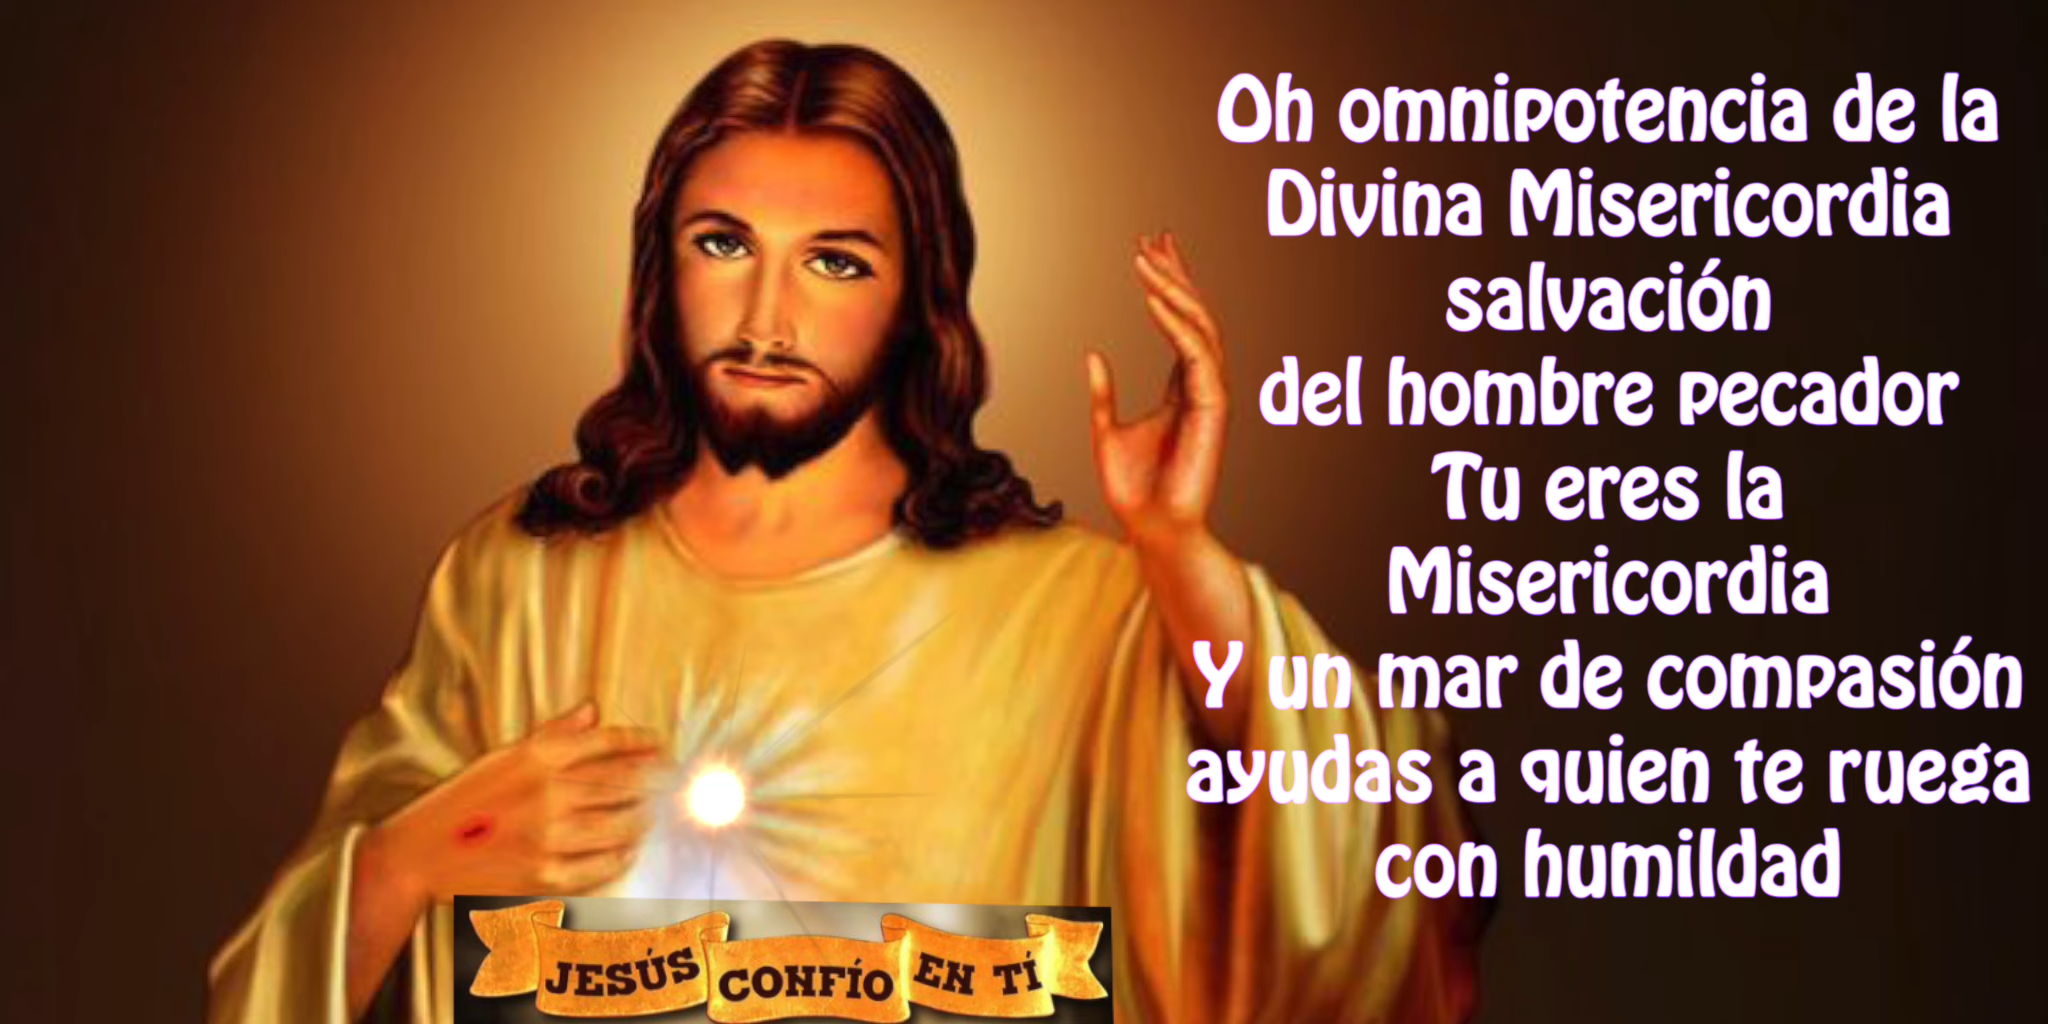 Oh omnipotencia de la
Divina Misericordia
salvación
del hombre pecador
Tu eres la
Misericordia
Y un mar de compasión
ayudas a quien te ruega
con humildad
JESÚS CONFÍO EN TÍ